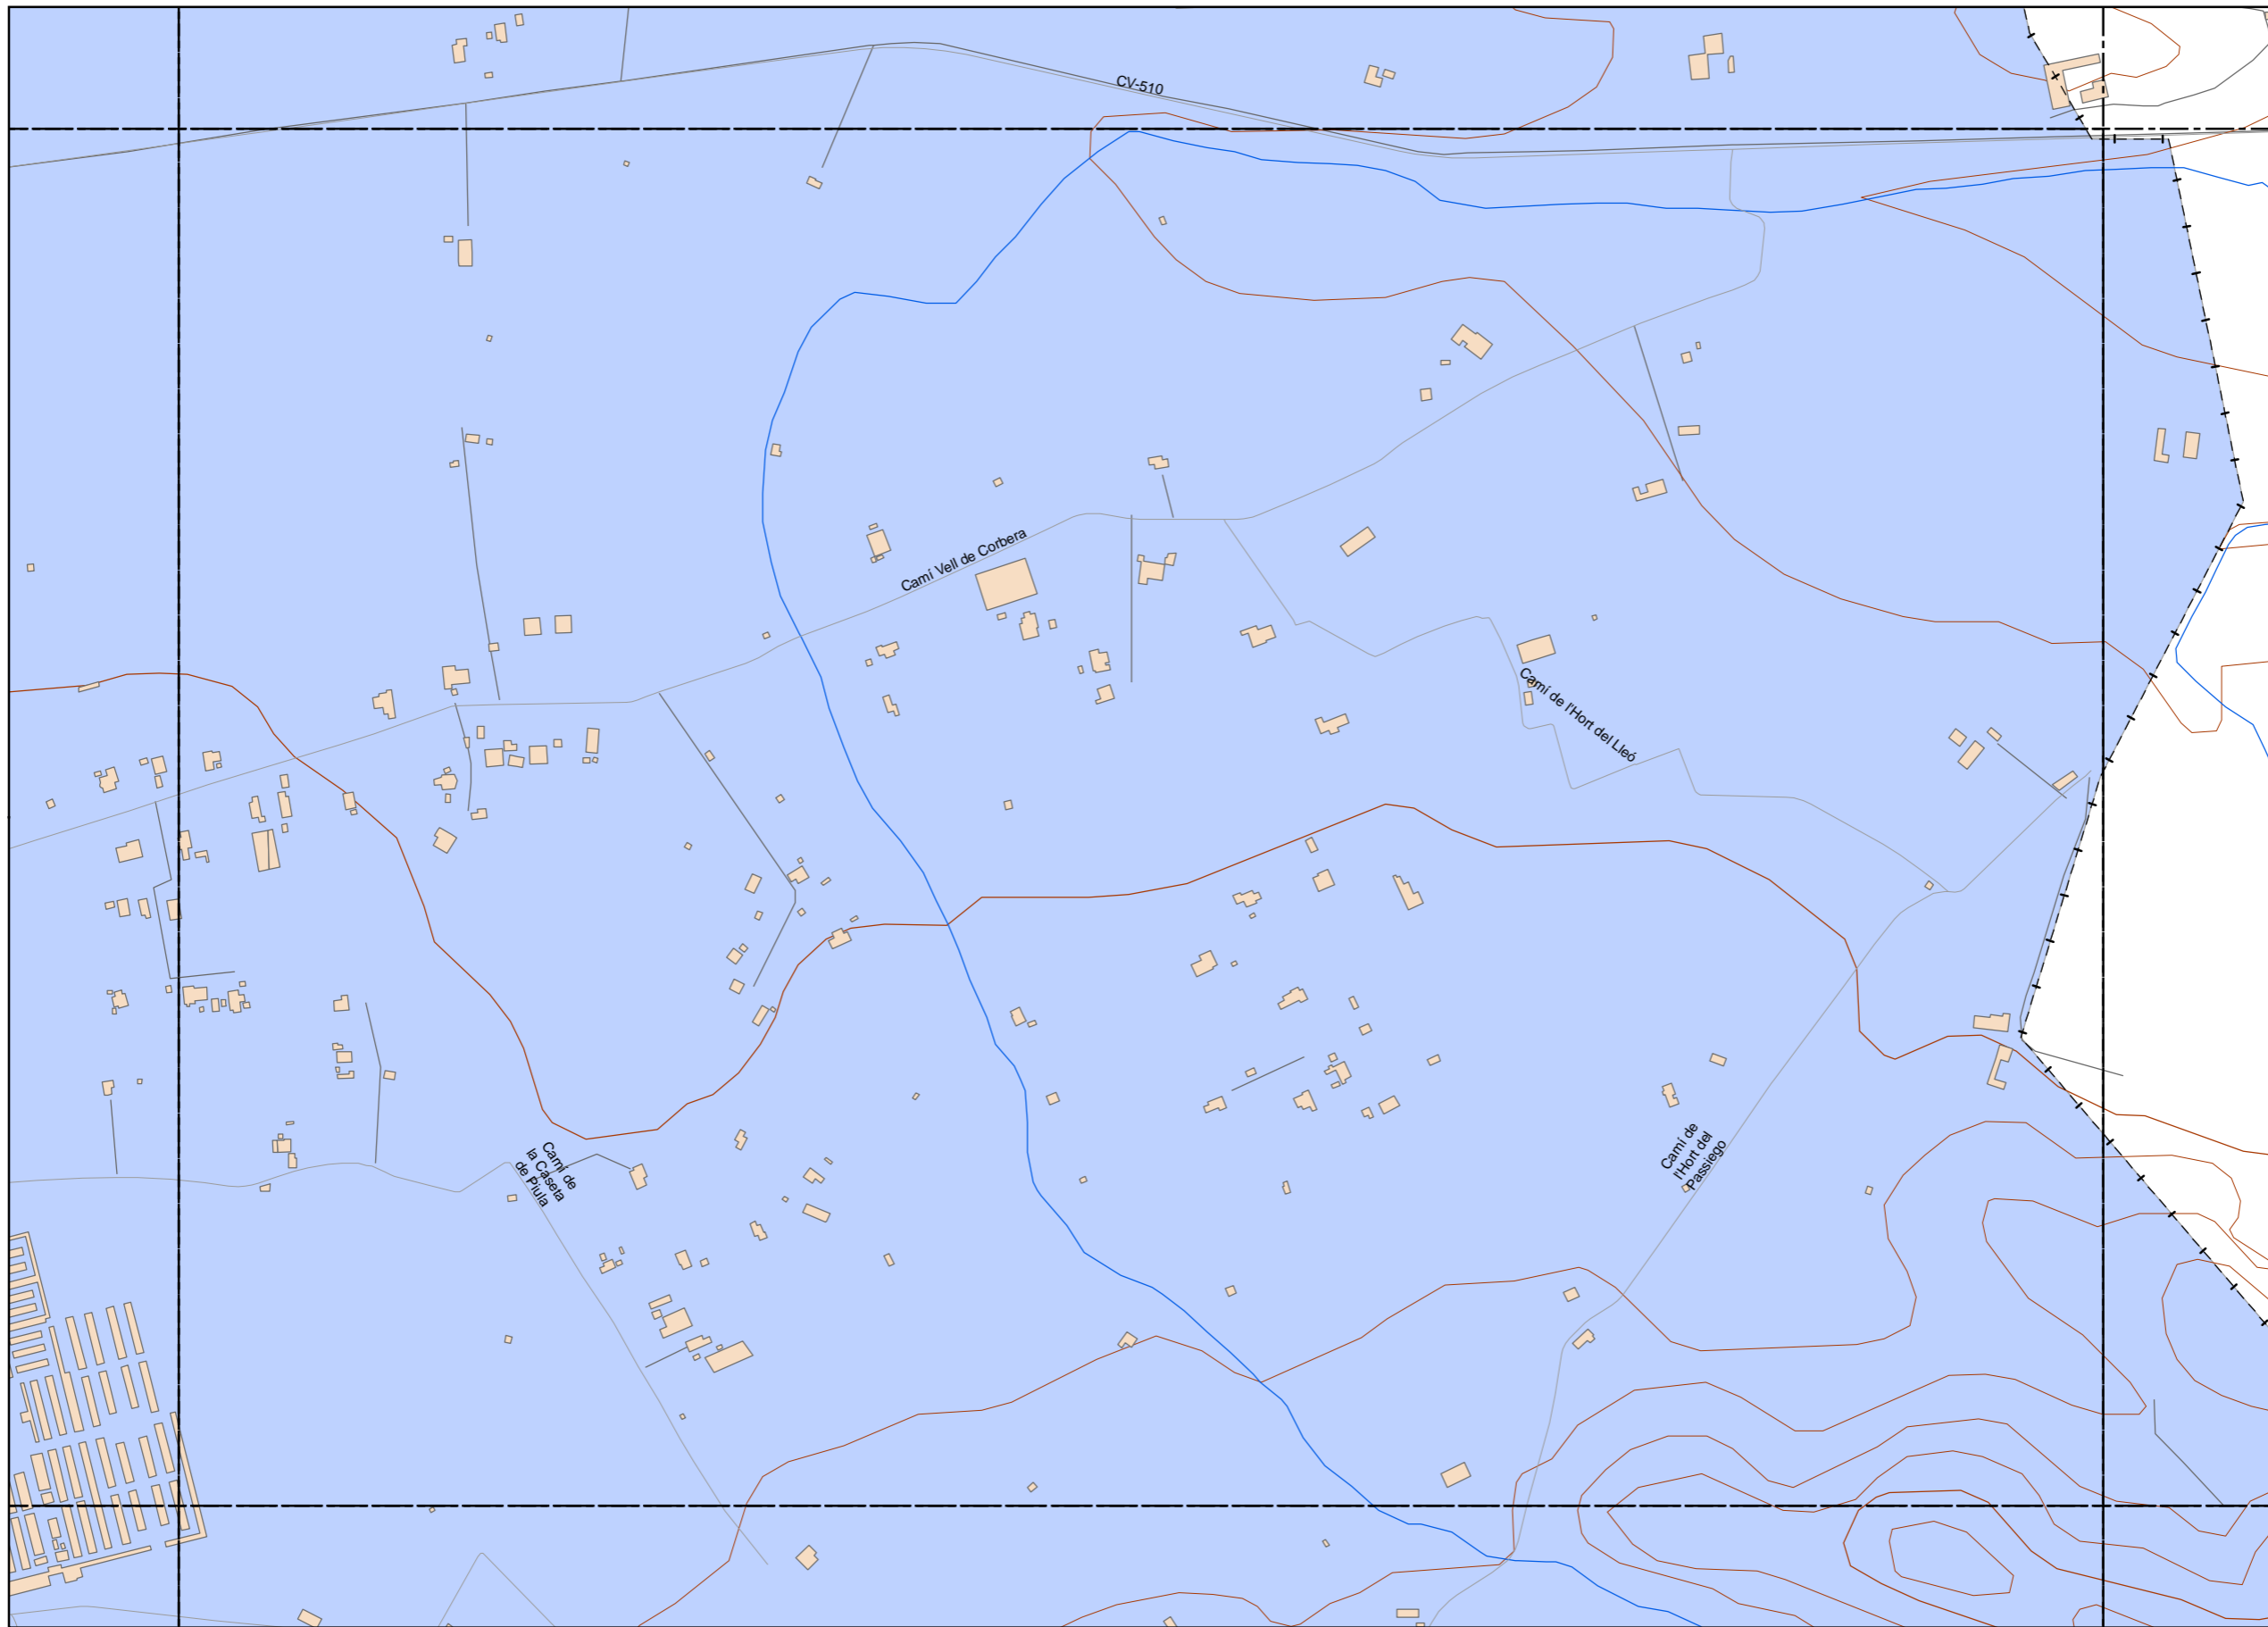 CV-510
Camí Vell de Corbera
Camí de l'Hort del Lleó
Camí de
la Caseta
de Piula
Camí de
l'Hort del
Passiego